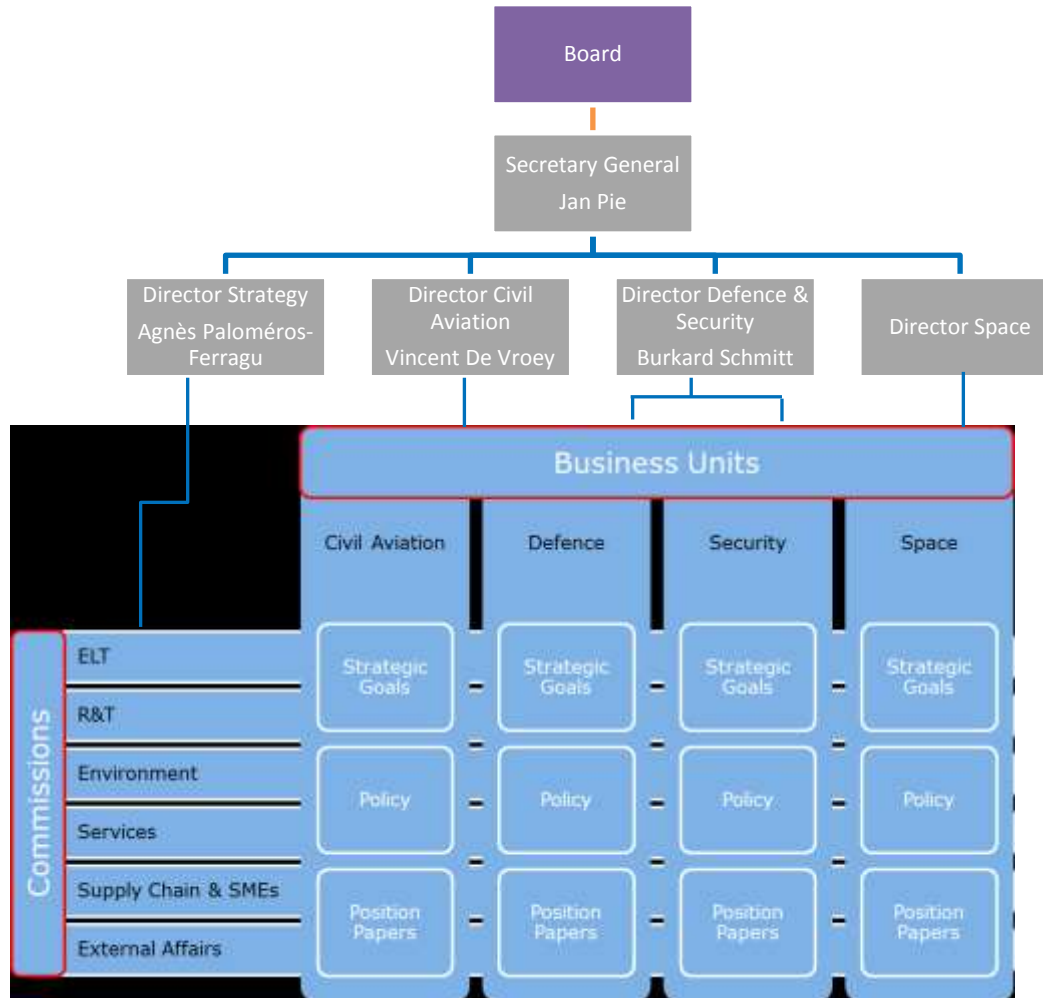 Board
Secretary General
Jan Pie
Director Strategy
Agnès Paloméros-
Ferragu
Director Civil
Aviation
Vincent De Vroey
Director Defence &
Security
Burkard Schmitt
Director Space
Business Units
Civil Aviation
Defence
Security
Space
Commissions
ELT
R&T
Environment
Services
Supply Chain & SMEs
External Affairs
Strategic
Goals
Strategic
Goals
Strategic
Goals
Strategic
Goals
Policy
Policy
Policy
Policy
Position
Papers
Position
Papers
Position
Papers
Position
Papers